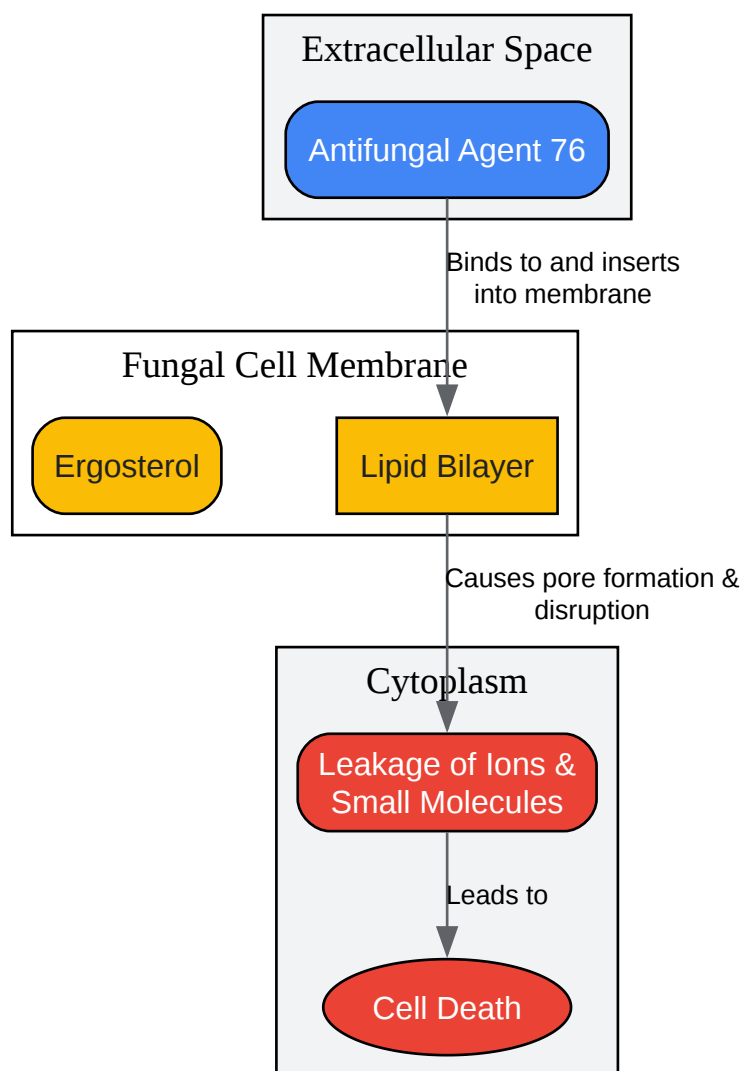 Extracellular Space
Antifungal Agent 76
Binds to and inserts
into membrane
Fungal Cell Membrane
Ergosterol
Lipid Bilayer
Causes pore formation &
disruption
Cytoplasm
Leakage of Ions &
Small Molecules
Leads to
Cell Death